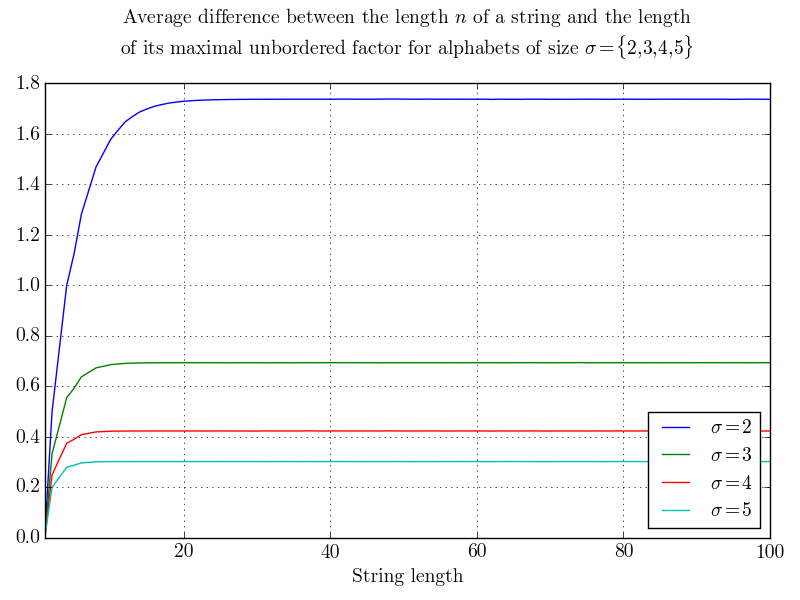 Average difference between the length n of a string and the length
of its maximal unbordered factor for alphabets of size σ={2,3,4,5}
1.8
1.6
1.4
1.2
1.0
0.8
0.6
0.4
0.2
0.0
σ=2
σ=3
σ=4
σ=5
20
40
60
80
100
String length